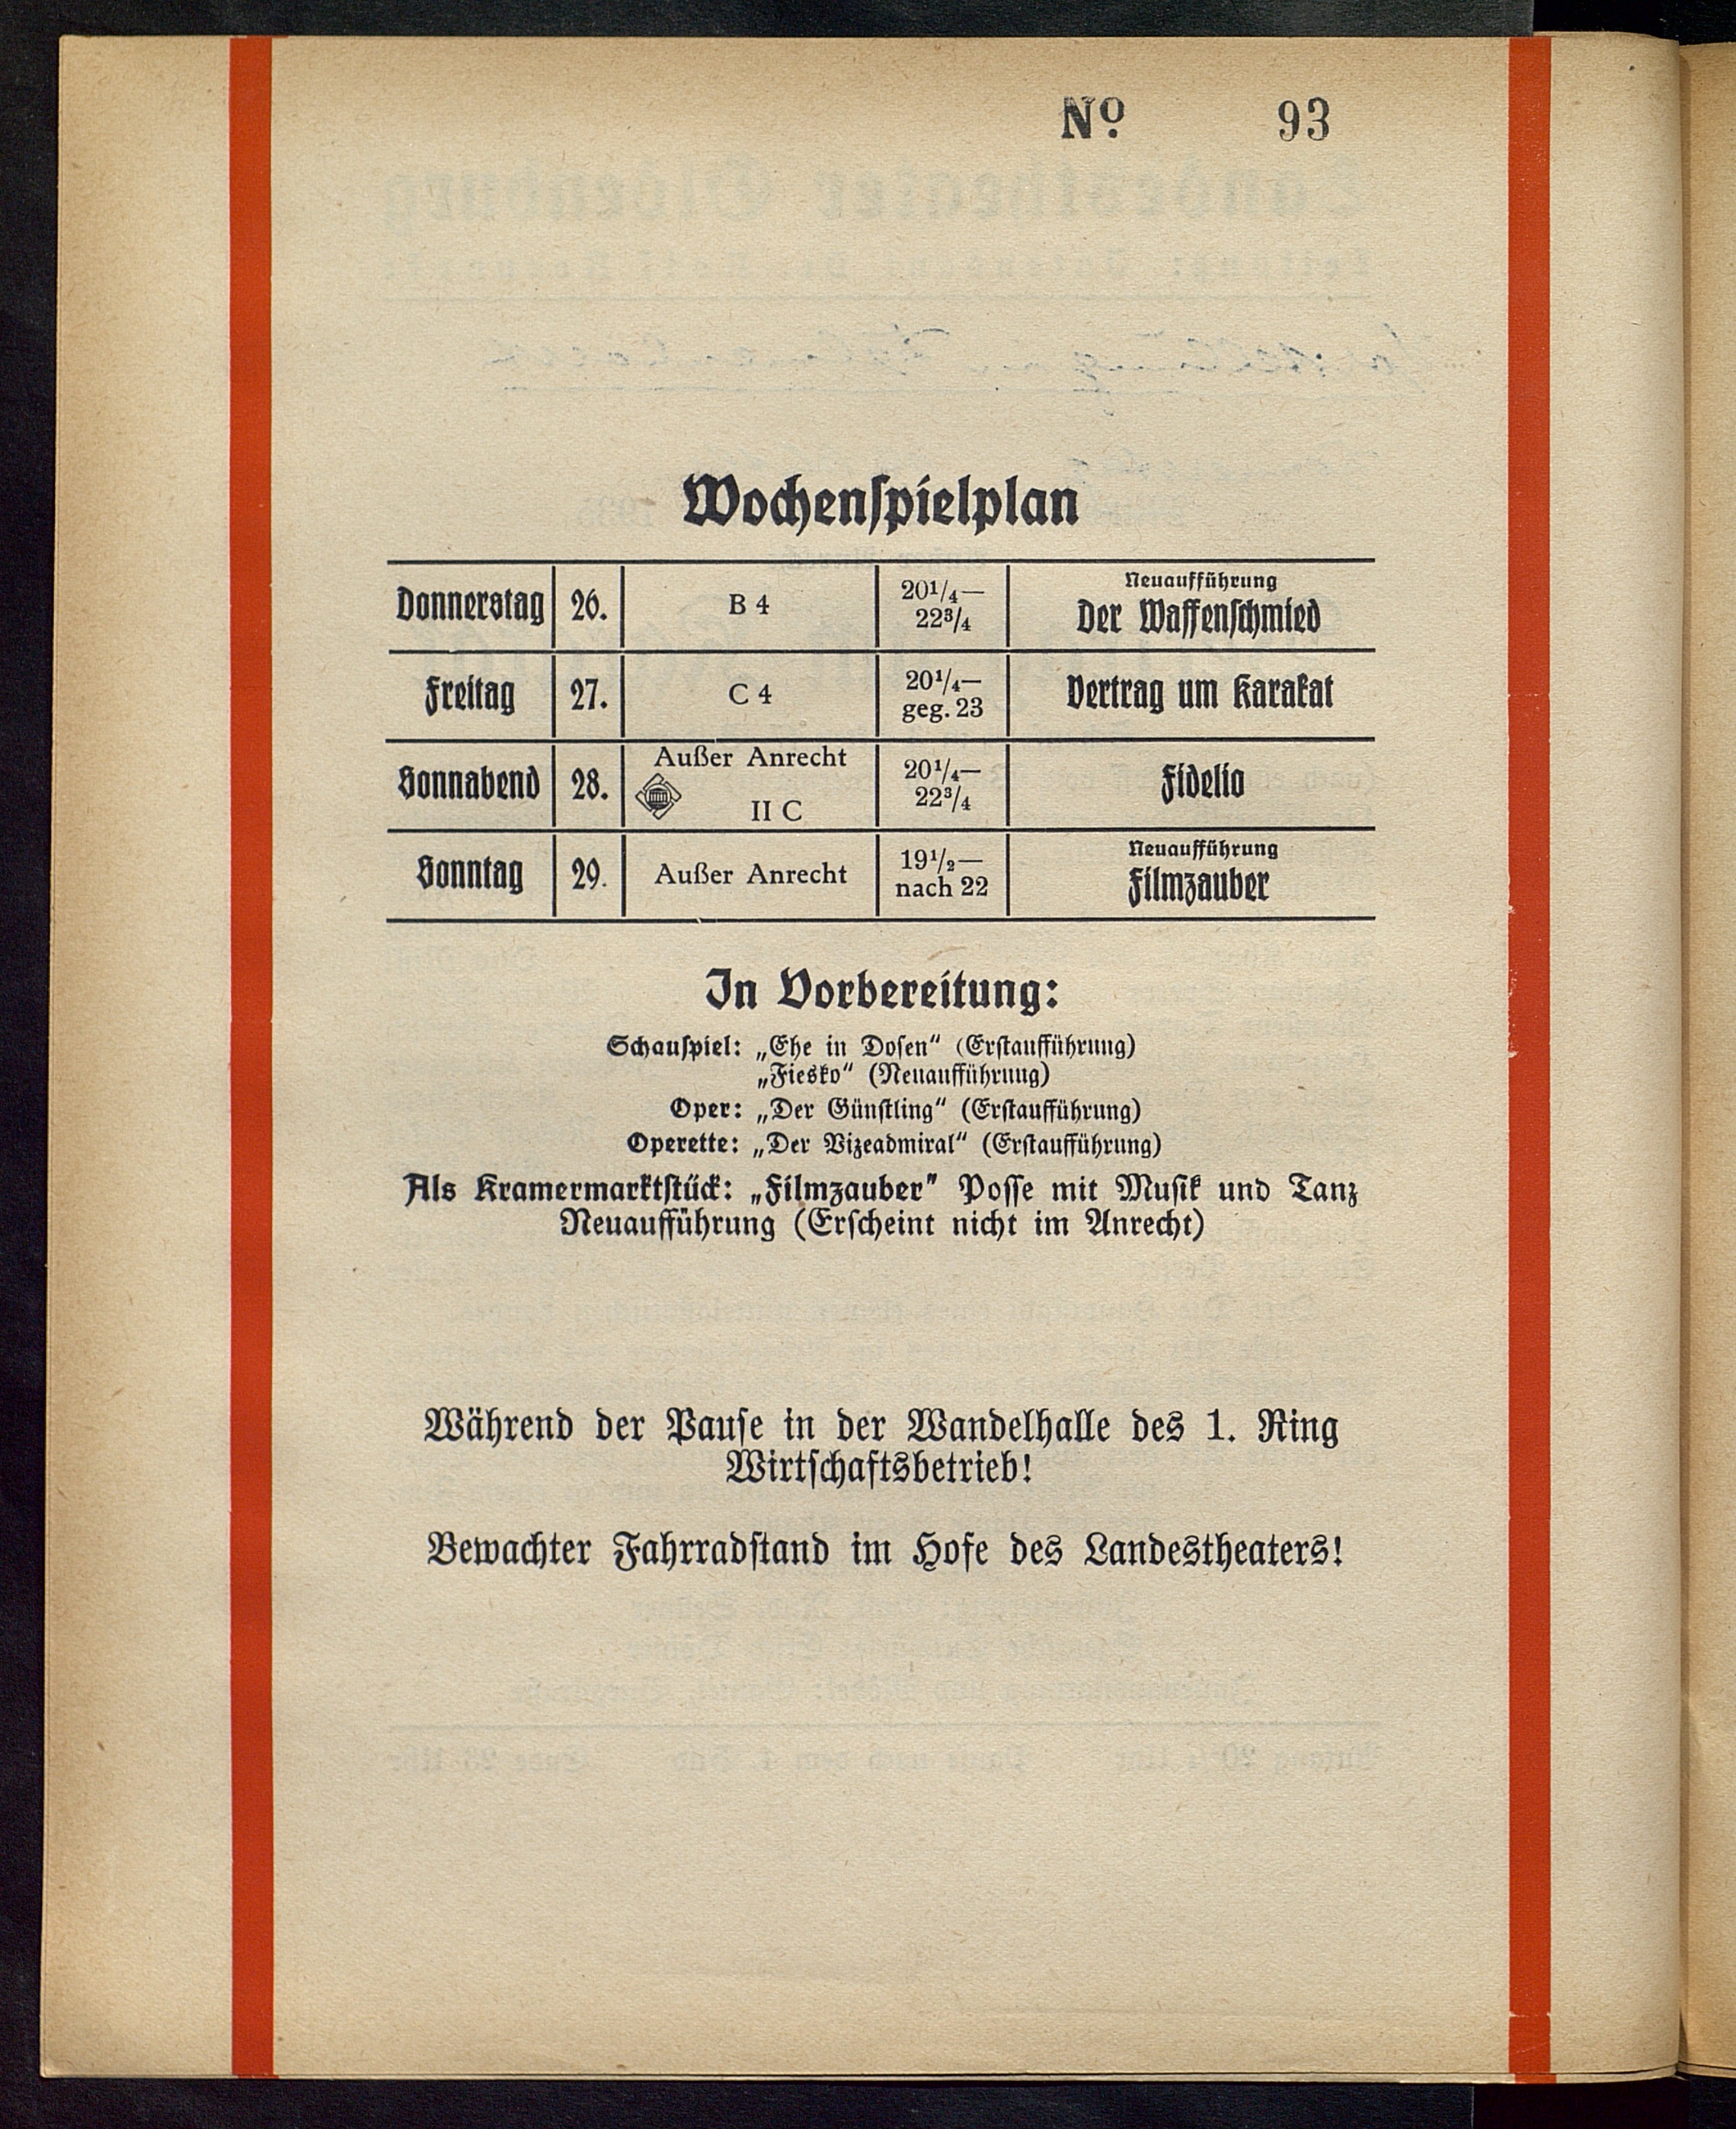 Nº 93
Wochenspielplan
Donnerstag 26. B 4 20¹/₄— 22³/₄ Neuaufführung Der Waffenschmied
Freitag 27. C 4 20¹/₄— geg. 23 Vertrag um Karakat
Sonnabend 28. Außer Anrecht II C 20¹/₄— 22³/₄ Fidelio
Sonntag 29. Außer Anrecht 19¹/₂— nach 22 Neuaufführung Filmzauber
In Vorbereitung:
Schauspiel: „Ehe in Dosen“ (Erstaufführung)
„Fiesko“ (Neuaufführung)
Oper: „Der Günstling“ (Erstaufführung)
Operette: „Der Vizeadmiral“ (Erstaufführung)
Als Kramermarktstück: „Filmzauber” Posse mit Musik und Tanz
Neuaufführung (Erscheint nicht im Anrecht)
Während der Pause in der Wandelhalle des 1. Ring
Wirtschaftsbetrieb!
Bewachter Fahrradstand im Hofe des Landestheaters!